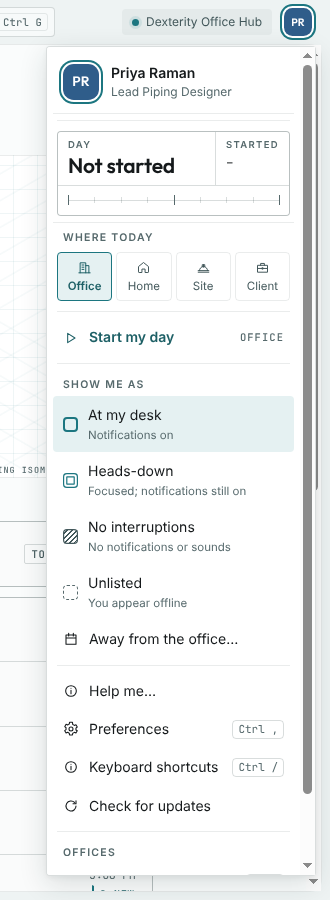 Ctrl G
Dexterity Office Hub
PR
PR
Priya Raman
Lead Piping Designer
DAY
Not started
STARTED
-
WHERE TODAY
Office
Home
Site
Client
Start my day
OFFICE
SHOW ME AS
At my desk
Notifications on
Heads-down
Focused; notifications still on
ING ISOM
No interruptions
No notifications or sounds
TO
Unlisted
You appear offline
Away from the office...
Help me...
Preferences
Ctrl ,
Keyboard shortcuts
Ctrl /
Check for updates
OFFICES